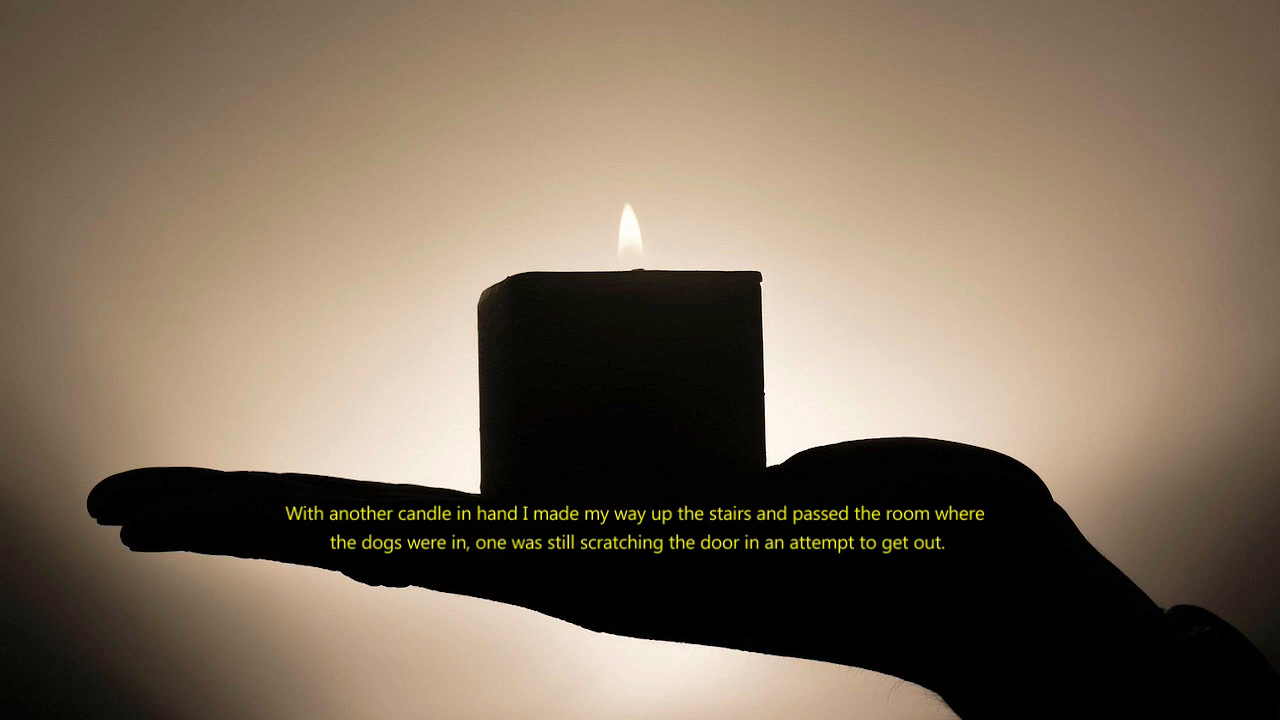 With another candle in hand I made my way up the stairs and passed the room where
the dogs were in, one was still scratching the door in an attempt to get out.